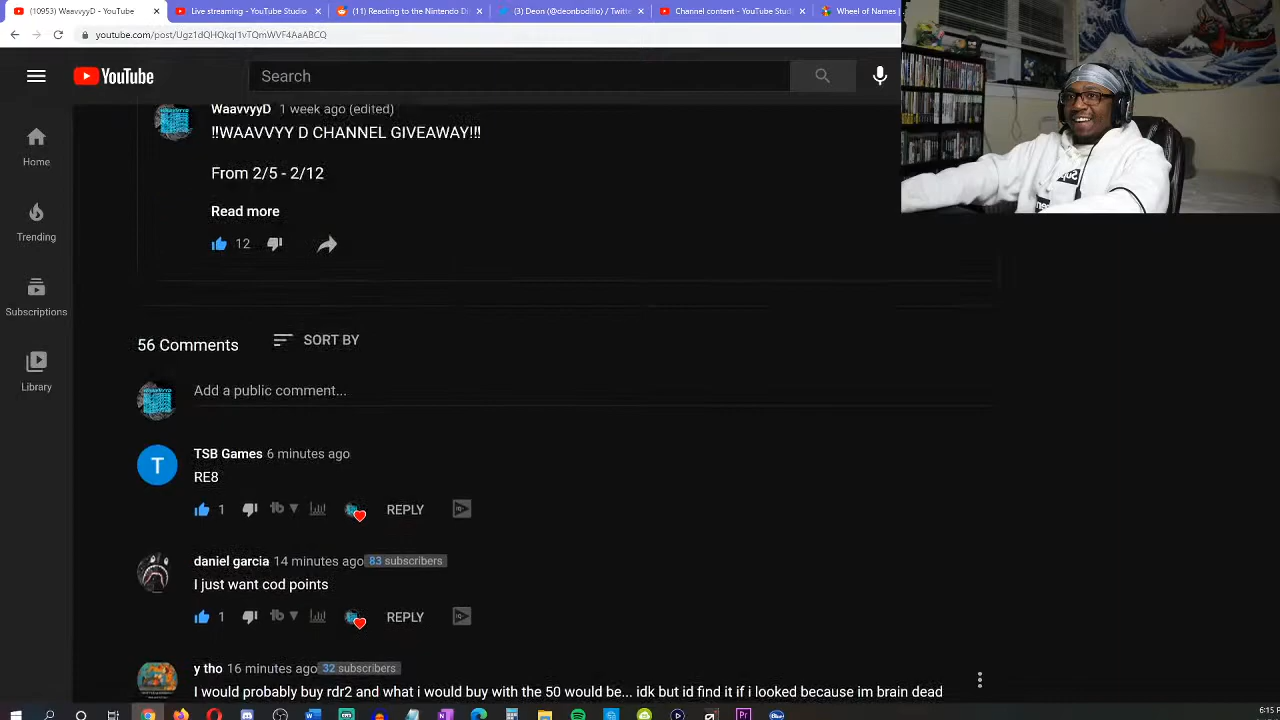 (10953) WaavvyyD - YouTube
Live streaming - YouTube Studio
(11) Reacting to the Nintendo Di
(3) Deon (@deonbodillo) / Twitte
Channel content - YouTube Stud
Wheel of Names |
youtube.com/post/
YouTube
Search
Home
Trending
Subscriptions
Library
WaavvyyD 1 week ago (edited)
!!WAAVVYY D CHANNEL GIVEAWAY!!!
From 2/5 - 2/12
Read more
12
56 Comments
SORT BY
Add a public comment...
T
TSB Games 6 minutes ago
RE8
1 REPLY
daniel garcia 14 minutes ago 83 subscribers
I just want cod points
1 REPLY
y tho 16 minutes ago 32 subscribers
I would probably buy rdr2 and what i would buy with the 50 would be... idk but id find it if i looked because im brain dead
6:15 P